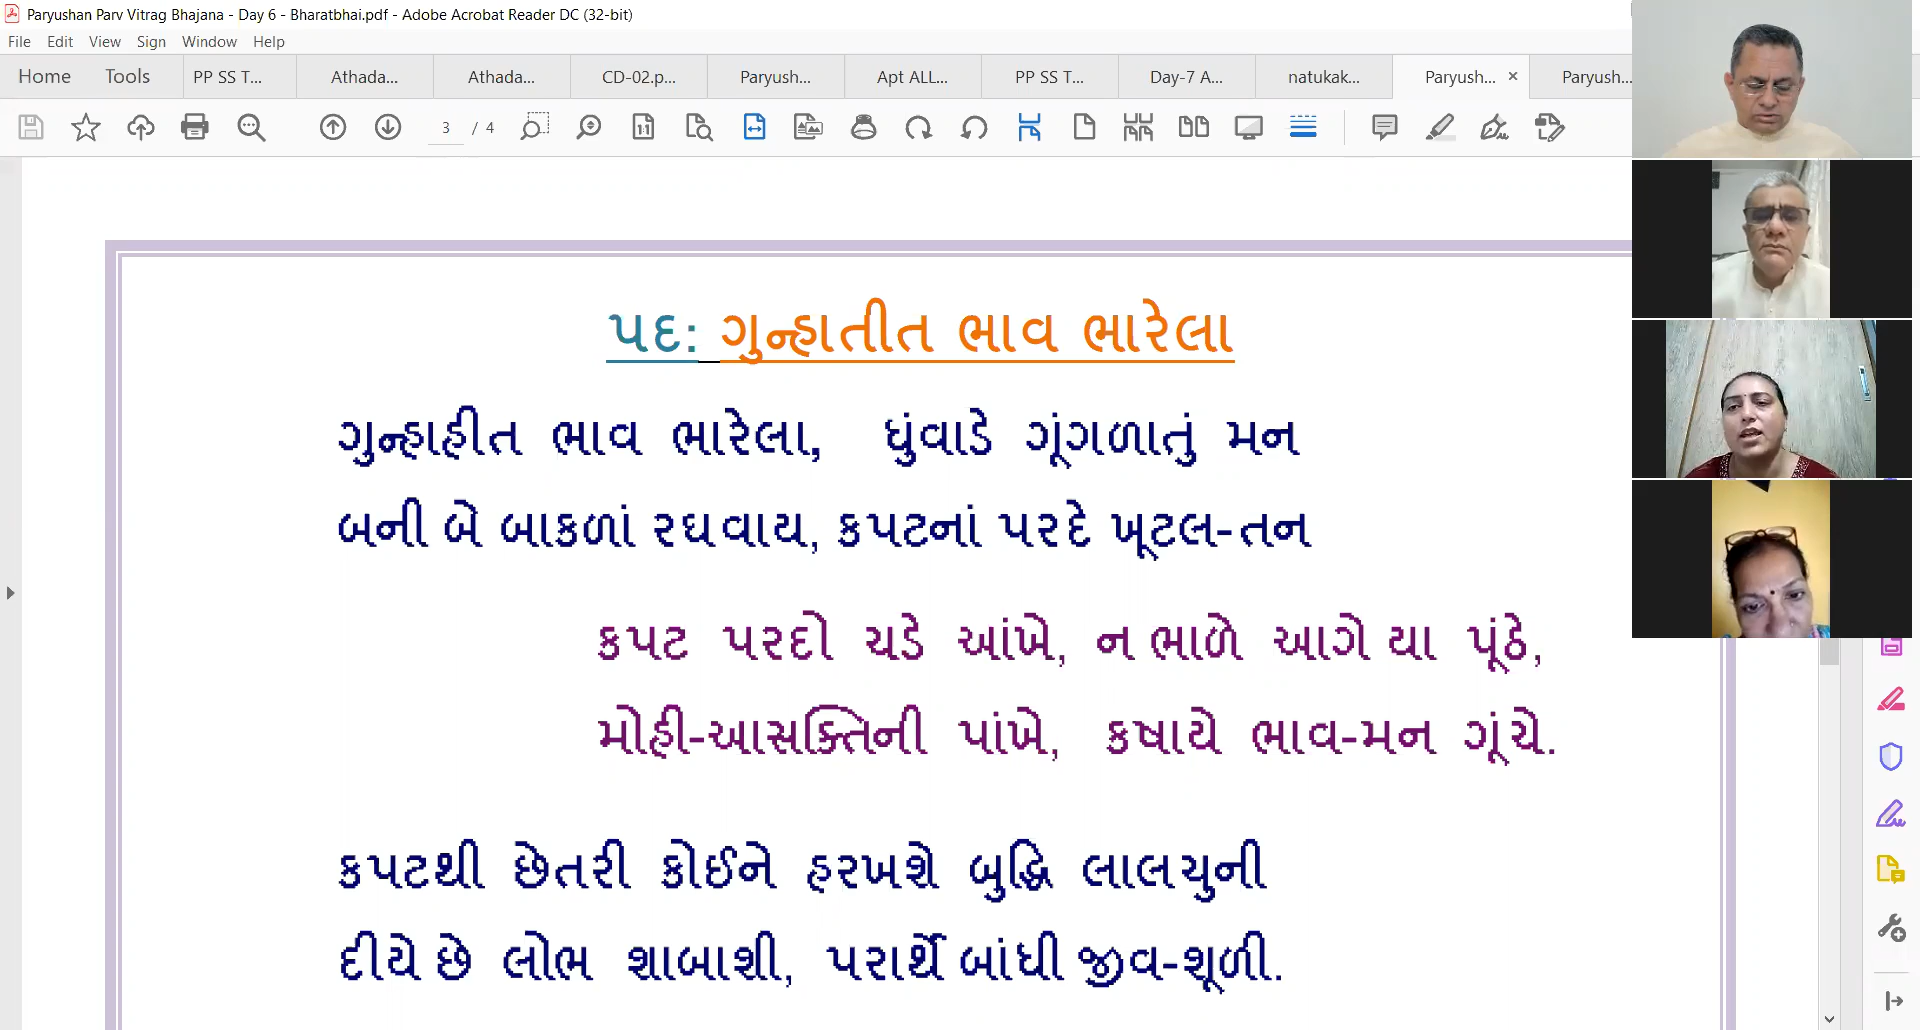 Paryushan Parv Vitrag Bhajana - Day 6 - Bharatbhai.pdf - Adobe Acrobat Reader DC (32-bit)
File Edit View Sign Window Help
Home Tools PP SS T... Athada... Athada... CD-02.p... Paryush... Apt ALL... PP SS T... Day-7 A... natukak... Paryush... × Paryush...
3 / 4
પદ: ગુન્હાતીત ભાવ ભારેલા
ગુન્હાહીત ભાવ ભારેલા, ધુંવાડે ગૂંગળાતું મન
બની બે બાકળાં રઘવાય, કપટનાં પરદે ખૂટલ-તન
કપટ પરદો ચડે આંખે, ન ભાળે આગે યા પૂંઠે,
મોહી-આસક્તિની પાંખે, કષાયે ભાવ-મન ગૂંચે.
કપટથી છેતરી કોઈને હરખશે બુદ્ધિ લાલચુની
દીયે છે લોભ શાબાશી, પરાર્થે બાંધી જીવ-શૂળી.